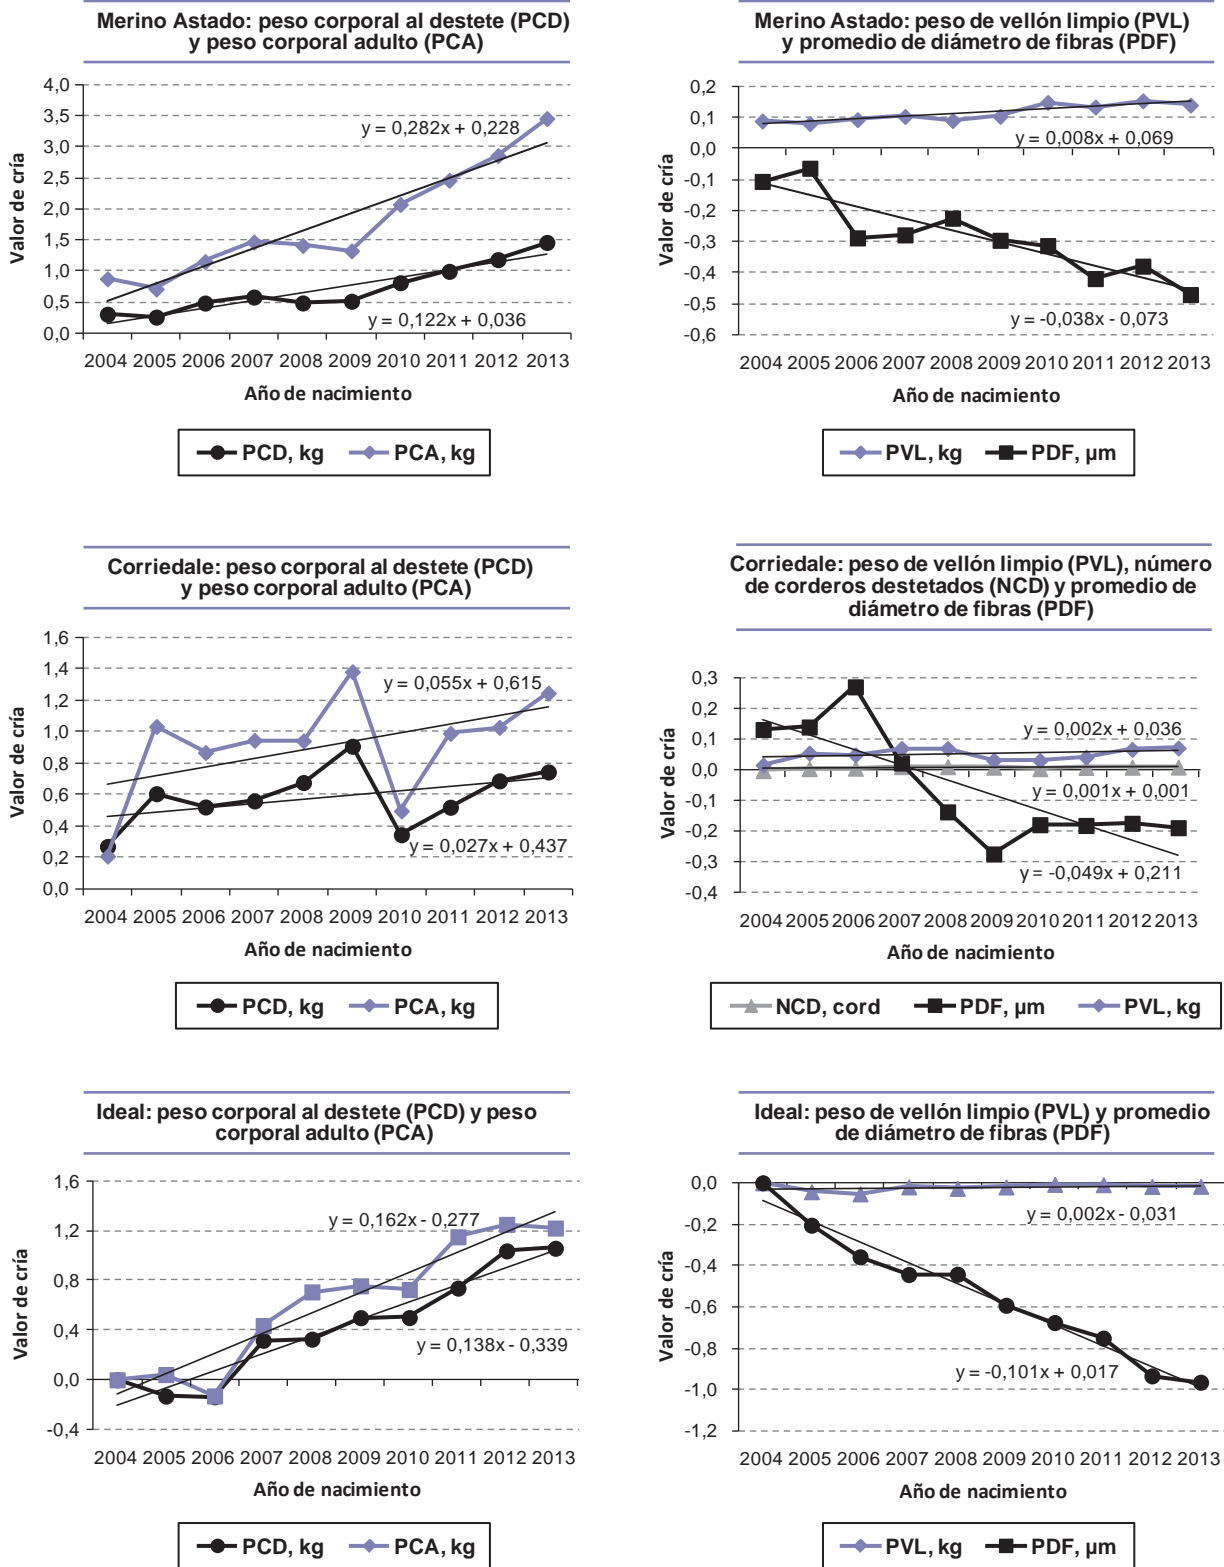 Merino Astado: peso corporal al destete (PCD)
y peso corporal adulto (PCA)
4,0
3,5
3,0
2,5
2,0
1,5
1,0
0,5
0,0
Valor de cría
y = 0,282x + 0,228
y = 0,122x + 0,036
2004 2005 2006 2007 2008 2009 2010 2011 2012 2013
Año de nacimiento
PCD, kg PCA, kg
Merino Astado: peso de vellón limpio (PVL)
y promedio de diámetro de fibras (PDF)
0,2
0,1
0,0
-0,1
-0,2
-0,3
-0,4
-0,5
-0,6
Valor de cría
y = 0,008x + 0,069
y = -0,038x - 0,073
2004 2005 2006 2007 2008 2009 2010 2011 2012 2013
Año de nacimiento
PVL, kg PDF, µm
Corriedale: peso corporal al destete (PCD)
y peso corporal adulto (PCA)
1,6
1,4
1,2
1,0
0,8
0,6
0,4
0,2
0,0
Valor de cría
y = 0,055x + 0,615
y = 0,027x + 0,437
2004 2005 2006 2007 2008 2009 2010 2011 2012 2013
Año de nacimiento
PCD, kg PCA, kg
Corriedale: peso de vellón limpio (PVL), número
de corderos destetados (NCD) y promedio de
diámetro de fibras (PDF)
0,3
0,2
0,1
0,0
-0,1
-0,2
-0,3
-0,4
Valor de cría
y = 0,002x + 0,036
y = 0,001x + 0,001
y = -0,049x + 0,211
2004 2005 2006 2007 2008 2009 2010 2011 2012 2013
Año de nacimiento
NCD, cord PDF, µm PVL, kg
Ideal: peso corporal al destete (PCD) y peso
corporal adulto (PCA)
1,6
1,2
0,8
0,4
0,0
-0,4
Valor de cría
y = 0,162x - 0,277
y = 0,138x - 0,339
2004 2005 2006 2007 2008 2009 2010 2011 2012 2013
Año de nacimiento
PCD, kg PCA, kg
Ideal: peso de vellón limpio (PVL) y promedio
de diámetro de fibras (PDF)
0,0
-0,2
-0,4
-0,6
-0,8
-1,0
-1,2
Valor de cría
y = 0,002x - 0,031
y = -0,101x + 0,017
2004 2005 2006 2007 2008 2009 2010 2011 2012 2013
Año de nacimiento
PVL, kg PDF, µm